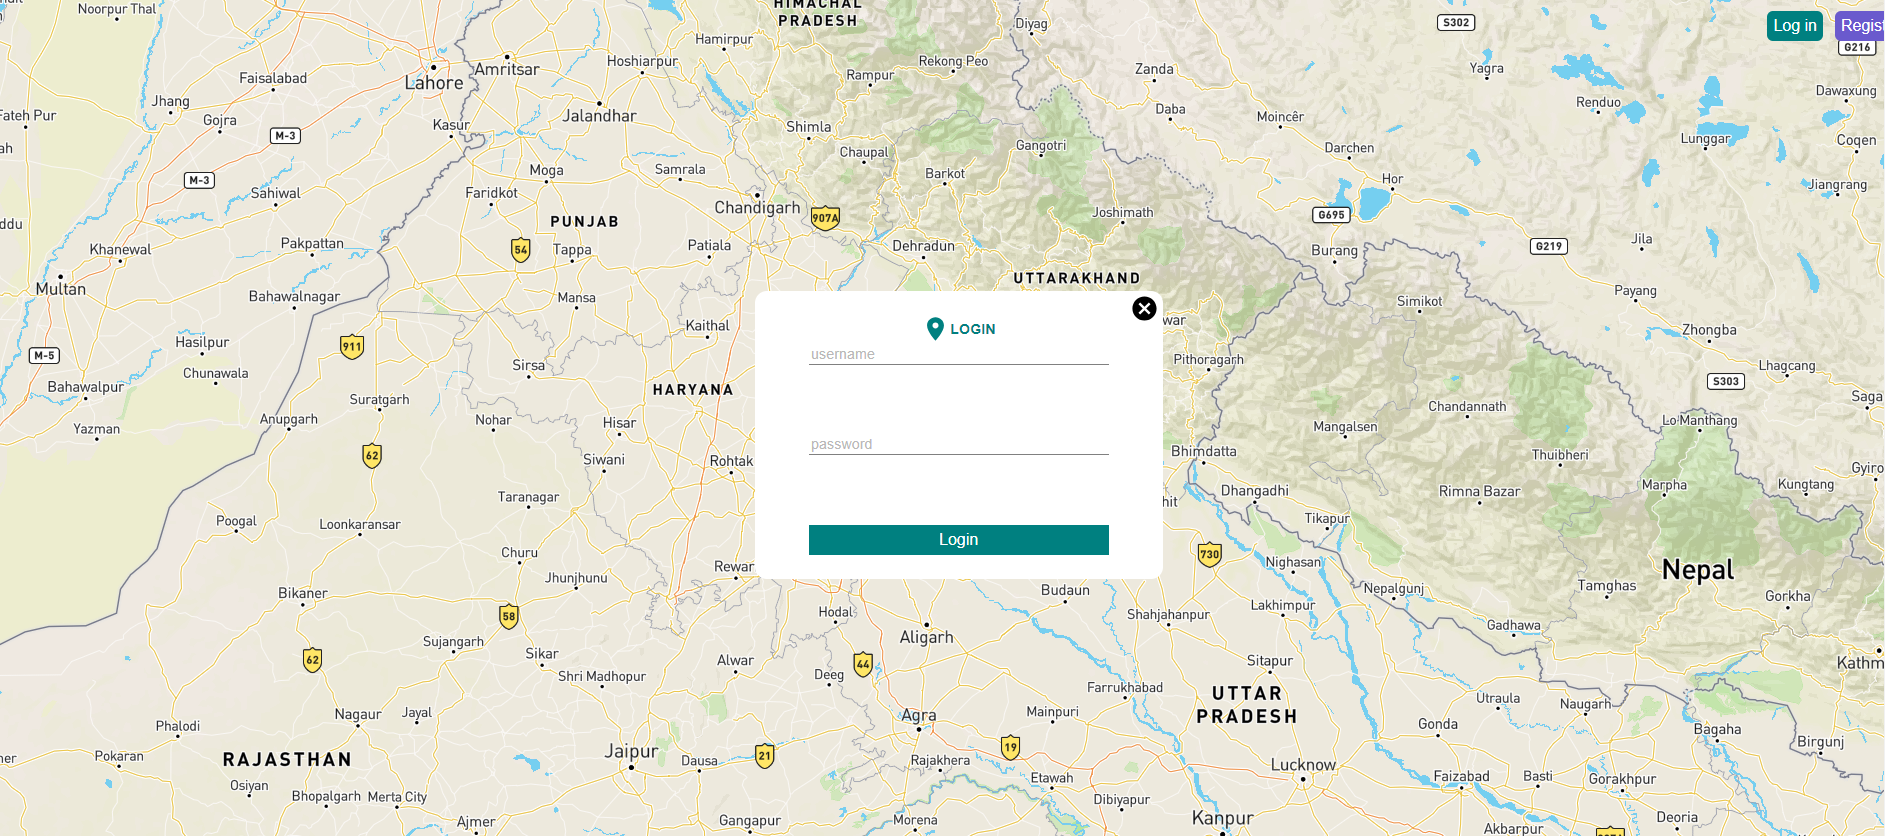 HIMACHAL
PRADESH
Noorpur Thal
Diyag
S302
Log in
Regist
G216
Hamirpur
Amritsar
Hoshiarpur
Rekong Peo
Faisalabad
Lahore
Rampur
Zanda
Yagra
Dawaxung
Jhang
Renduo
Fateh Pur
Gojra
M-3
Kasur
Jalandhar
Shimla
Daba
Moincêr
Lunggar
Coqen
ah
Chaupal
Gangotri
Darchen
M-3
Moga
Samrala
Barkot
Hor
Jiangrang
Sahiwal
Faridkot
Chandigarh
907A
Joshimath
G695
ddu
PUNJAB
Khanewal
Pakpattan
54
Tappa
Patiala
Dehradun
Burang
G219
Jila
UTTARAKHAND
Multan
Bahawalnagar
Mansa
Simikot
Payang
LOGIN
war
Kaithal
Zhongba
Hasilpur
911
username
Pithoragarh
M-5
Chunawala
Sirsa
Lhagcang
Bahawalpur
HARYANA
S303
Suratgarh
Saga
Anupgarh
Nohar
Hisar
Chandannath
Lo Manthang
Yazman
Mangalsen
62
Siwani
Rohtak
password
Bhimdatta
Thuibheri
Gyiro
Taranagar
hit
Dhangadhi
Rimna Bazar
Marpha
Kungtang
Poogal
Loonkaransar
Tikapur
Login
Churu
Rewar
730
Nighasan
Nepal
Jhunjhunu
Bikaner
Budaun
Nepalgunj
Tamghas
58
Hodal
Shahjahanpur
Lakhimpur
Gorkha
Sujangarh
Aligarh
Gadhawa
62
Sikar
Alwar
44
Sitapur
Kathm
Shri Madhopur
Deeg
Farrukhabad
UTTAR
PRADESH
Utraula
Naugarh
Nagaur
Jayal
Agra
Mainpuri
Phalodi
Gonda
Bagaha
ner
Pokaran
RAJASTHAN
Jaipur
21
Dausa
Rajakhera
19
Birgunj
Lucknow
Osiyan
Etawah
Faizabad
Basti
Gorakhpur
Bhopalgarh
Merta City
Dibiyapur
Ajmer
Gangapur
Morena
Kanpur
Akbarpur
Deoria